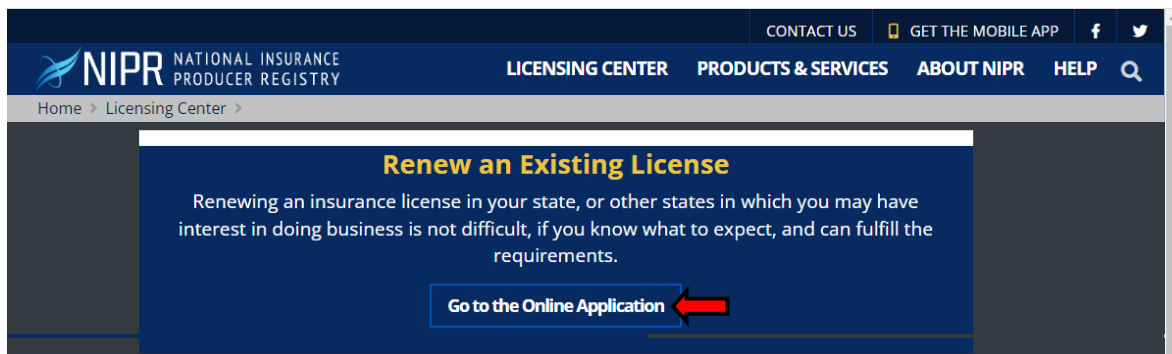 CONTACT US GET THE MOBILE APP
NIPR NATIONAL INSURANCE PRODUCER REGISTRY
LICENSING CENTER PRODUCTS & SERVICES ABOUT NIPR HELP
Home > Licensing Center >
Renew an Existing License
Renewing an insurance license in your state, or other states in which you may have
interest in doing business is not difficult, if you know what to expect, and can fulfill the
requirements.
Go to the Online Application